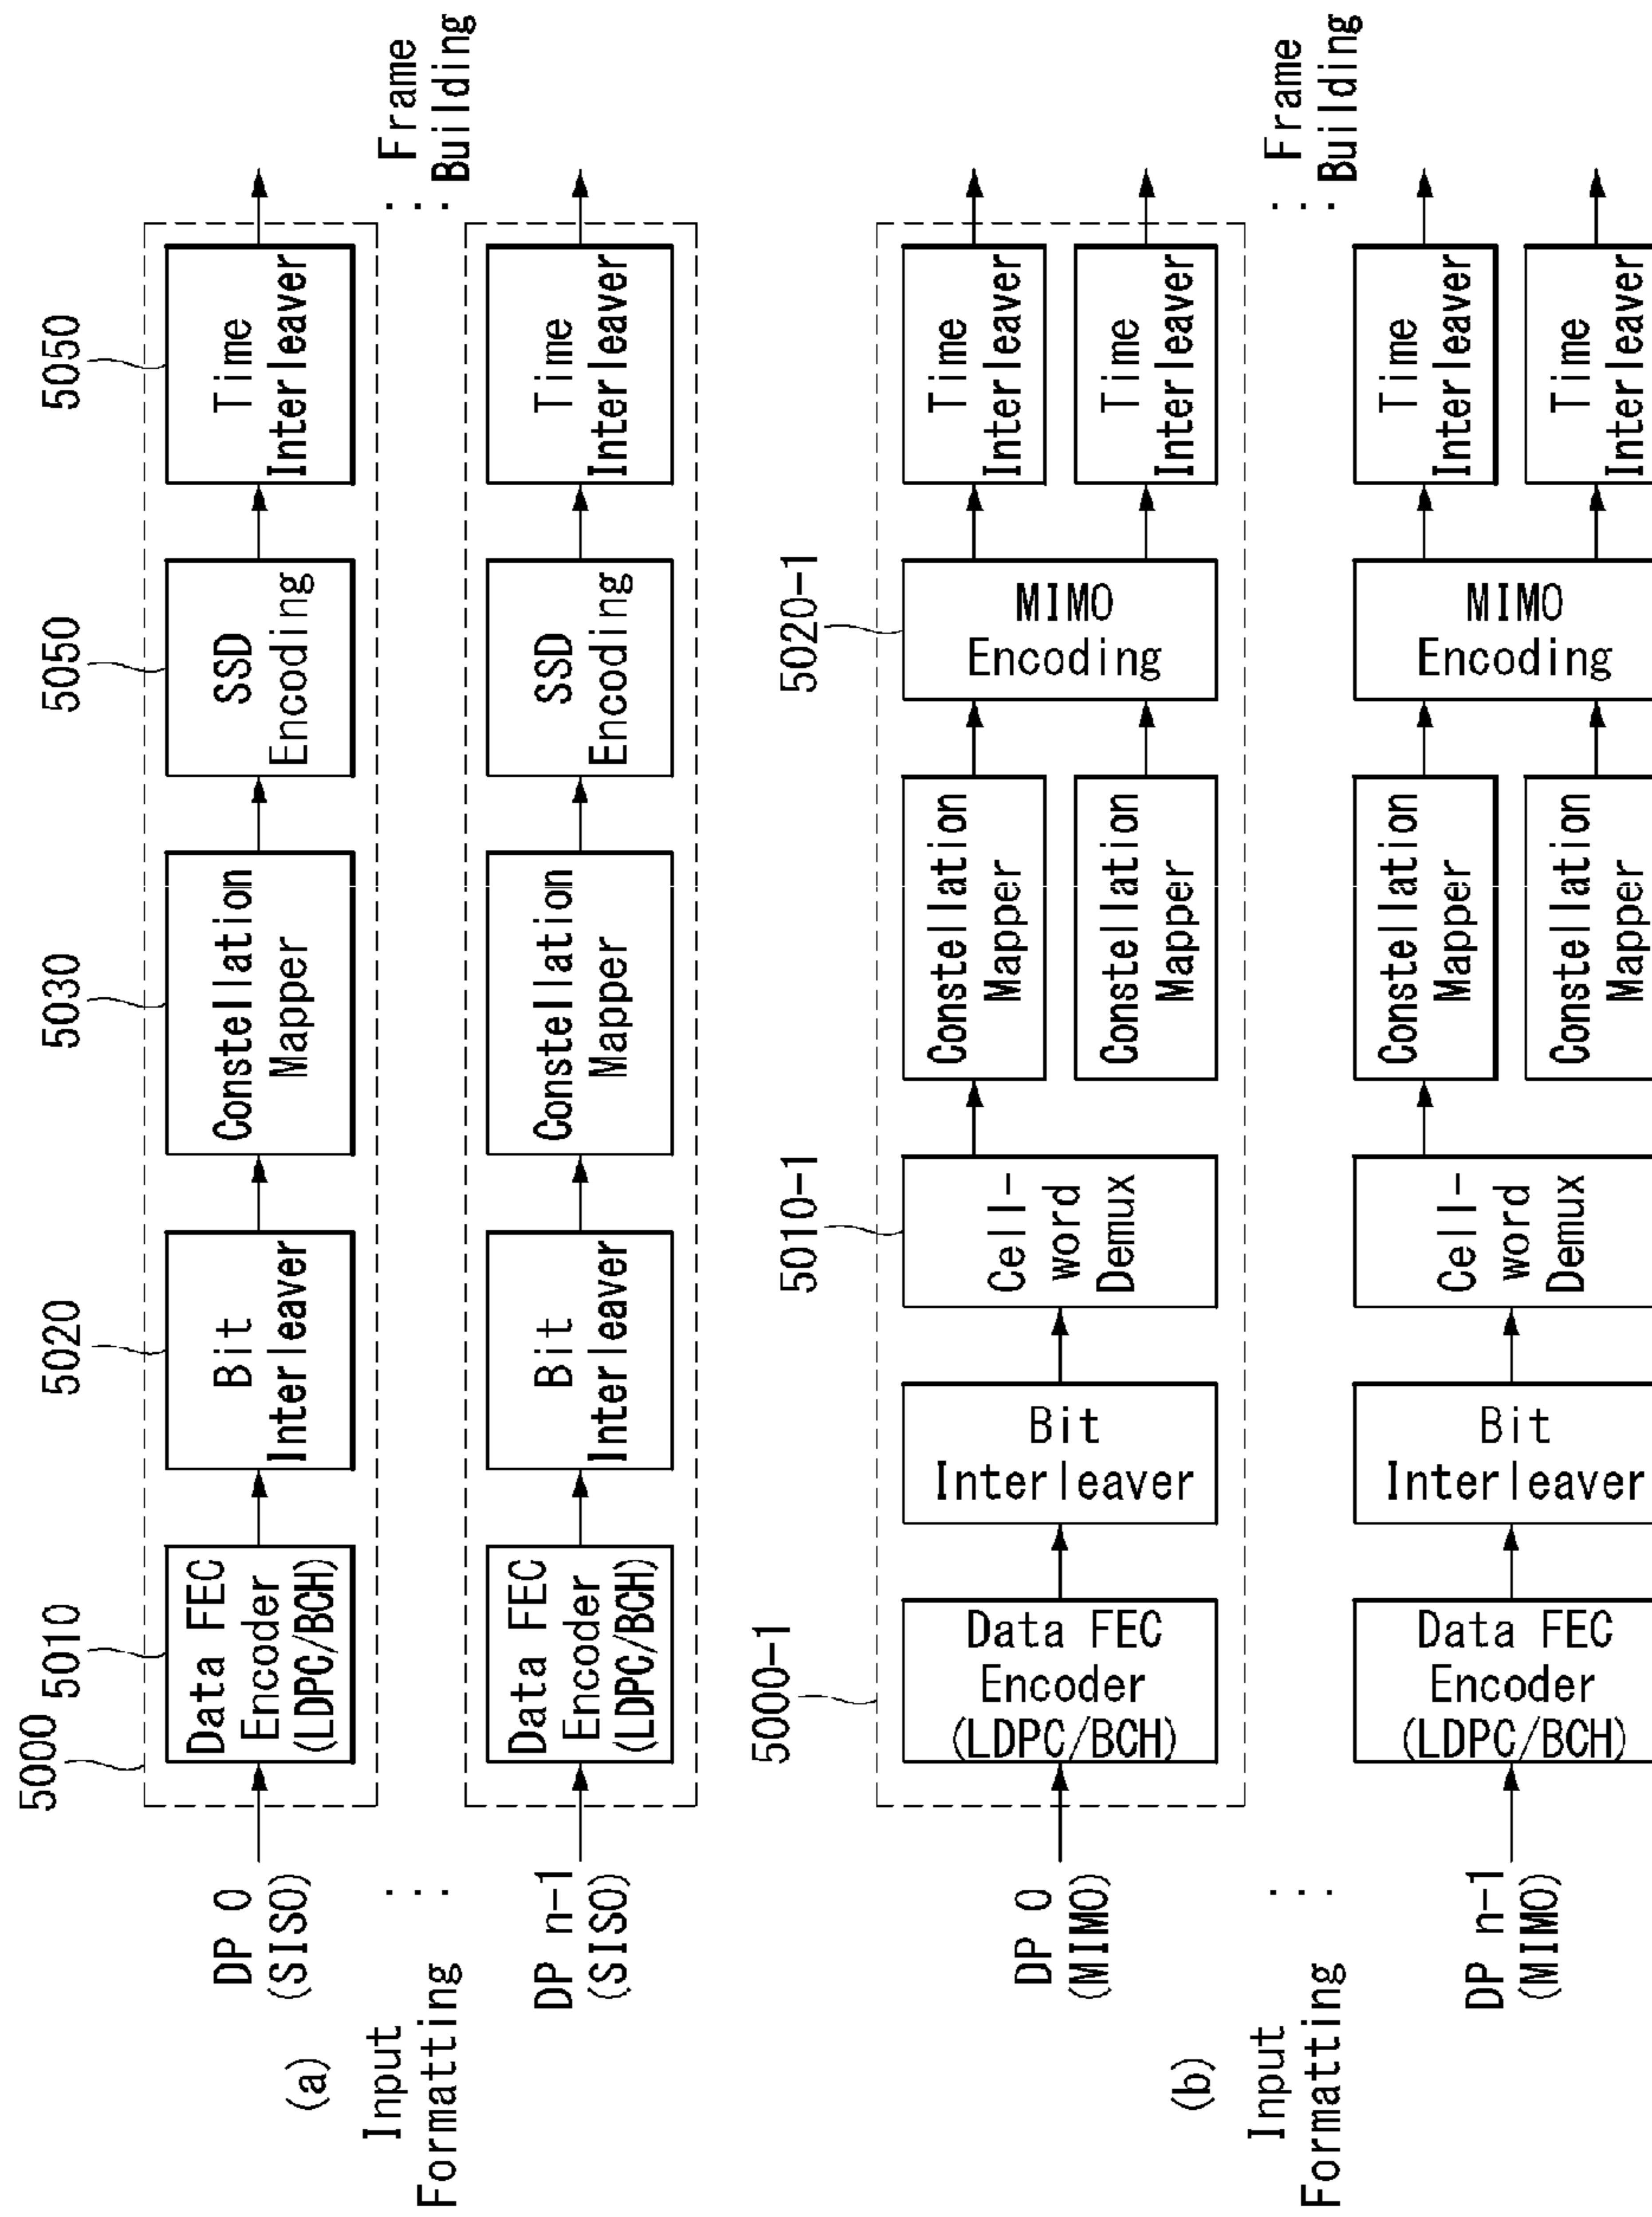 5000
5010
5020
5030
5050
5050
DP 0
(SISO)
Data FEC
Encoder
(LDPC/BCH)
Bit
Interleaver
Constellation
Mapper
SSD
Encoding
Time
Interleaver
(a)
Input
Formatting
...
...
Frame
Building
DP n-1
(SISO)
Data FEC
Encoder
(LDPC/BCH)
Bit
Interleaver
Constellation
Mapper
SSD
Encoding
Time
Interleaver
5000-1
5010-1
5020-1
DP 0
(MIMO)
Data FEC
Encoder
(LDPC/BCH)
Bit
Interleaver
Cell-
word
Demux
Constellation
Mapper
Constellation
Mapper
MIMO
Encoding
Time
Interleaver
Time
Interleaver
(b)
Input
Formatting
...
...
Frame
Building
DP n-1
(MIMO)
Data FEC
Encoder
(LDPC/BCH)
Bit
Interleaver
Cell-
word
Demux
Constellation
Mapper
Constellation
Mapper
MIMO
Encoding
Time
Interleaver
Time
Interleaver